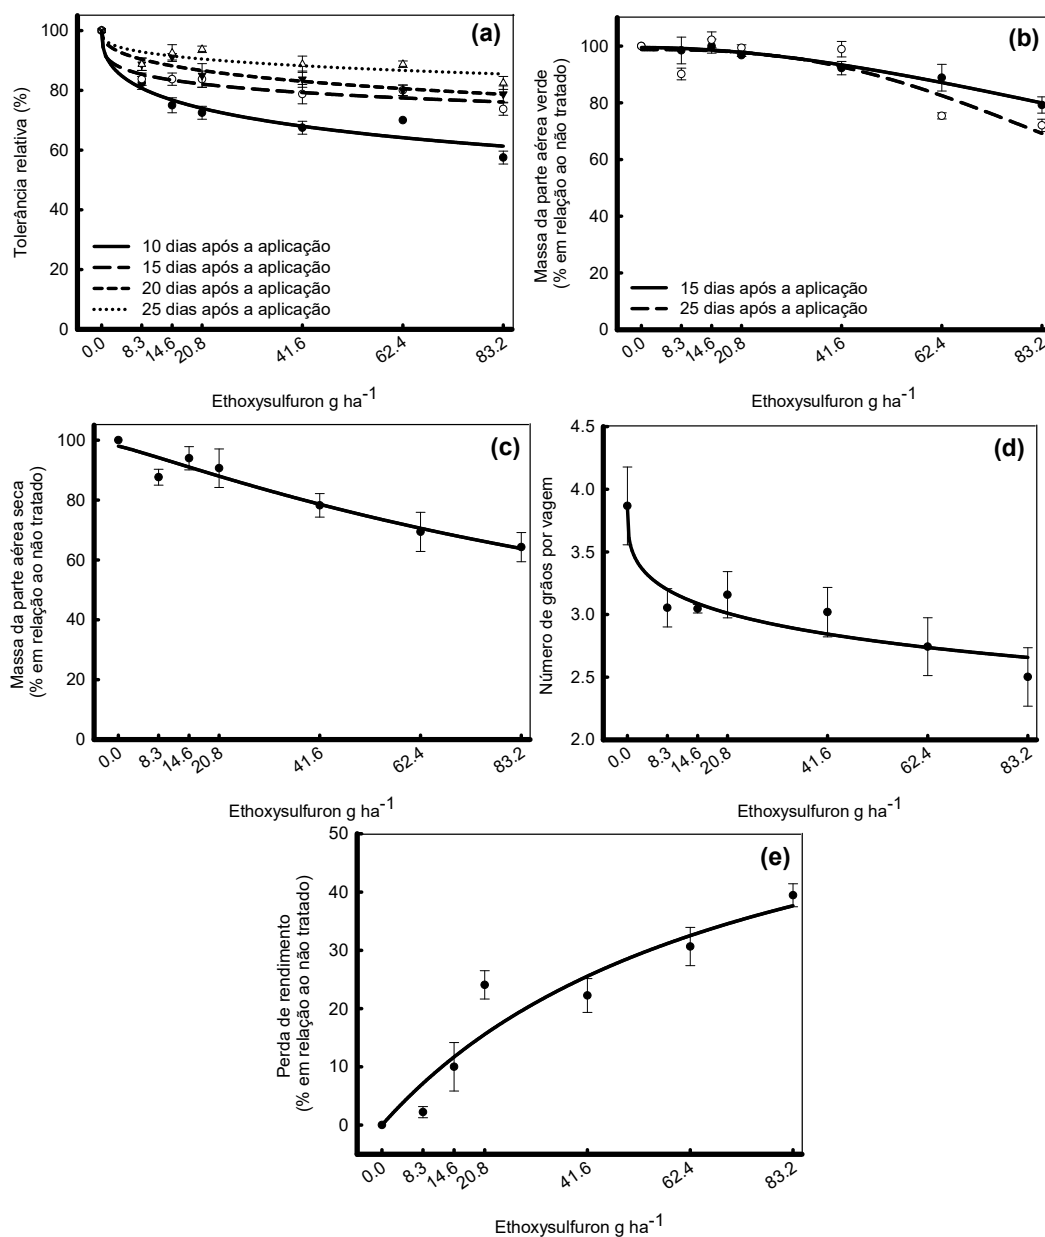 (a)
Tolerância relativa (%)
100
80
60
40
20
0
10 dias após a aplicação
15 dias após a aplicação
20 dias após a aplicação
25 dias após a aplicação
0.0
8.3
14.6
20.8
41.6
62.4
83.2
Ethoxysulfuron g ha-1
(b)
Massa da parte aérea verde
(% em relação ao não tratado)
100
80
60
40
20
0
15 dias após a aplicação
25 dias após a aplicação
0.0
8.3
14.6
20.8
41.6
62.4
83.2
Ethoxysulfuron g ha-1
(c)
Massa da parte aérea seca
(% em relação ao não tratado)
100
80
60
40
20
0
0.0
8.3
14.6
20.8
41.6
62.4
83.2
Ethoxysulfuron g ha-1
(d)
Número de grãos por vagem
4.5
4.0
3.5
3.0
2.5
2.0
0.0
8.3
14.6
20.8
41.6
62.4
83.2
Ethoxysulfuron g ha-1
(e)
Perda de rendimento
(% em relação ao não tratado)
50
40
30
20
10
0
0.0
8.3
14.6
20.8
41.6
62.4
83.2
Ethoxysulfuron g ha-1